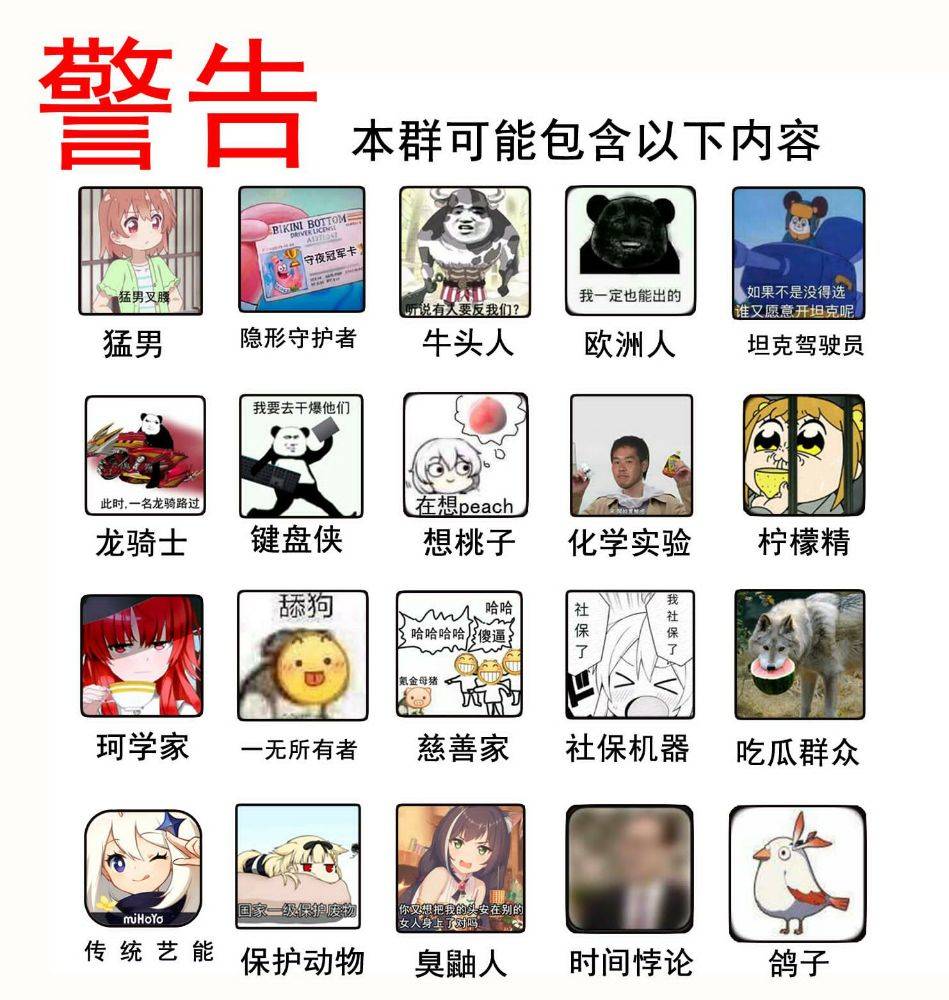 警告
本群可能包含以下内容
猛男叉腰
BIKINI BOTTOM
DRIVER LICENSE
守夜冠军卡
听说有人要反我们?
我一定也能出的
如果不是没得选
谁又愿意开坦克呢
猛男
隐形守护者
牛头人
欧洲人
坦克驾驶员
此时,一名龙骑路过
我要去干爆他们
在想peach
龙骑士
键盘侠
想桃子
化学实验
柠檬精
舔狗
哈哈
哈哈哈哈
傻逼
氪金母猪
社保了
我社保了
珂学家
一无所有者
慈善家
社保机器
吃瓜群众
miHoYo
国家一级保护废物
你又想把我的头安在别的
女人身上了对吗
传统艺能
保护动物
臭鼬人
时间悖论
鸽子